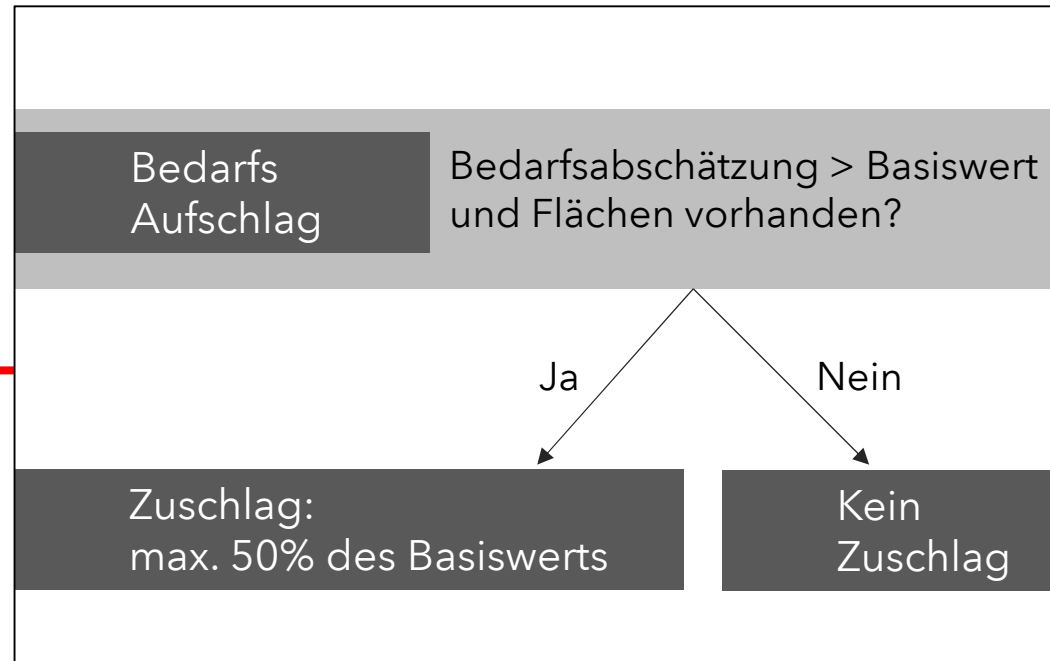 Bedarfs
Aufschlag
Bedarfsabschätzung > Basiswert
und Flächen vorhanden?
Ja
Nein
Zuschlag:
max. 50% des Basiswerts
Kein
Zuschlag